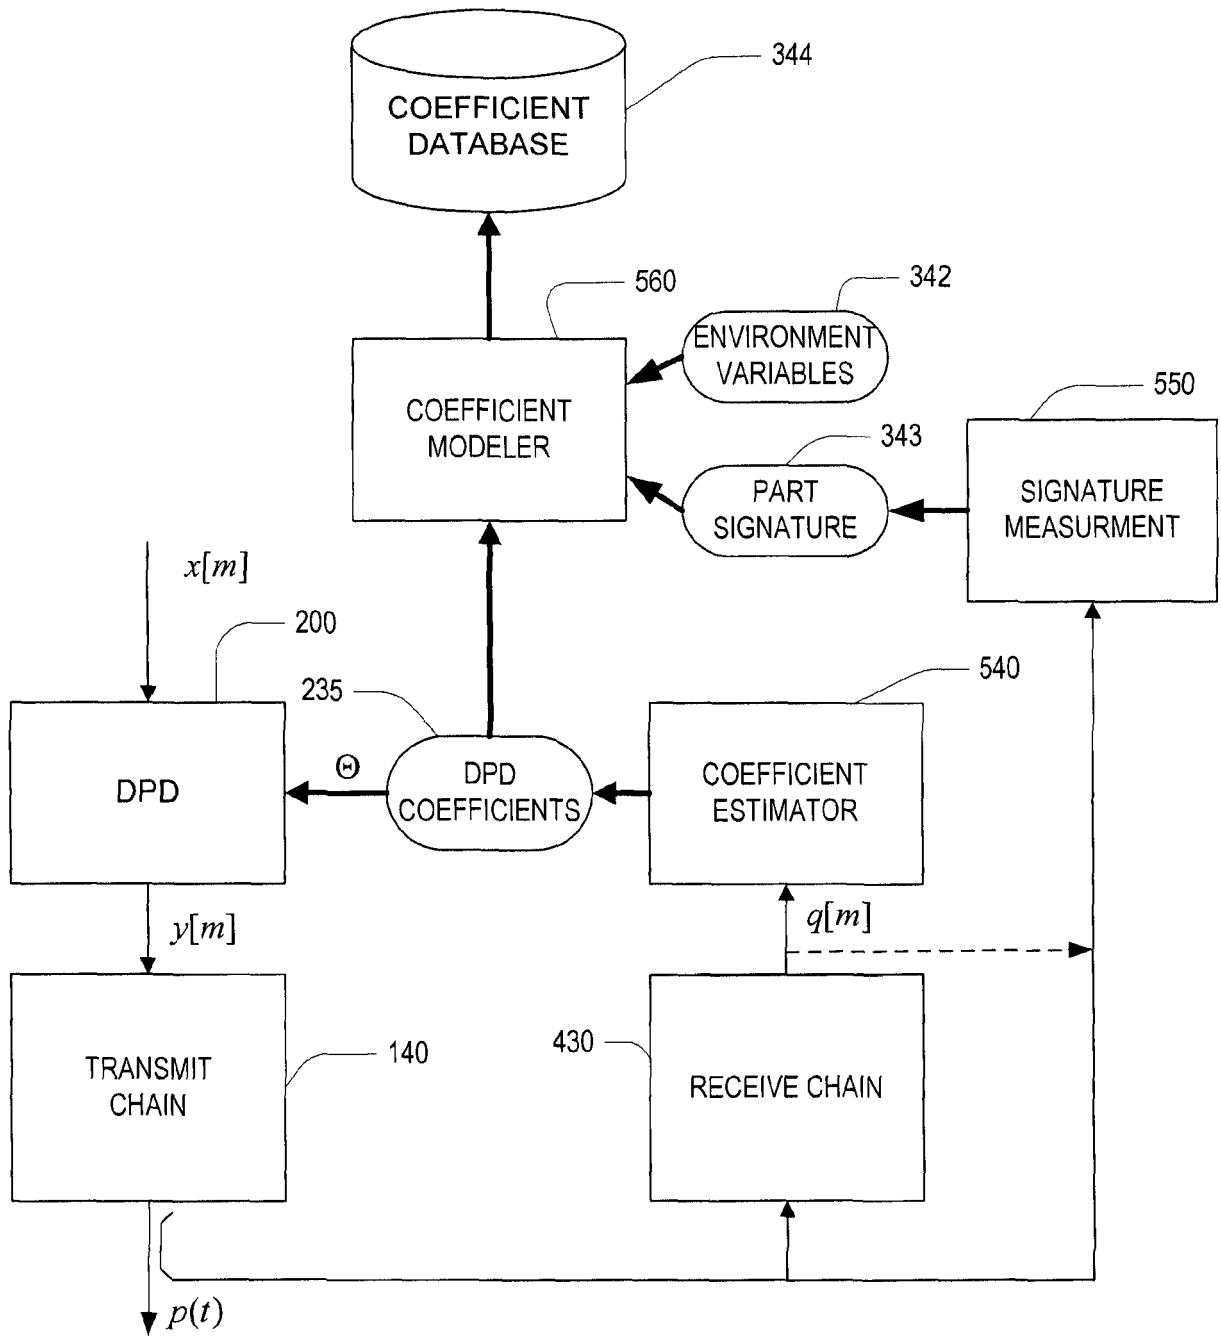 344
COEFFICIENT
DATABASE
560
342
ENVIRONMENT
VARIABLES
550
COEFFICIENT
MODELER
343
PART
SIGNATURE
SIGNATURE
MEASURMENT
x[m]
200
235
540
DPD
Θ
DPD
COEFFICIENTS
COEFFICIENT
ESTIMATOR
y[m]
q[m]
TRANSMIT
CHAIN
140
430
RECEIVE CHAIN
p(t)